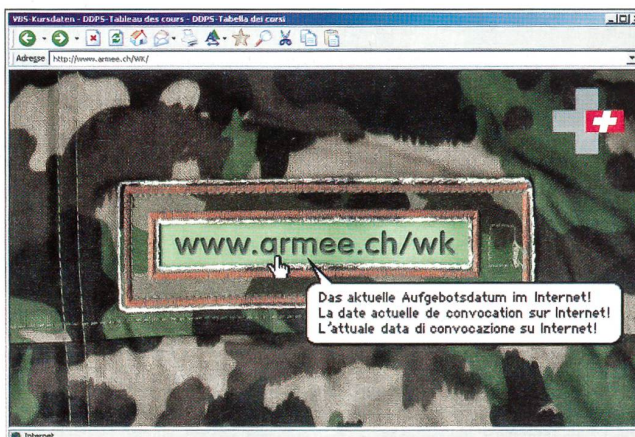 VBS-Kursdaten - DDPS-Tableau des cours - DDPS-Tabella dei corsi
Adresse http://www.armee.ch/WK/
www.armee.ch/wk
Das aktuelle Aufgebotsdatum im Internet!
La date actuelle de convocation sur Internet!
L'attuale data di convocazione su Internet!
Internet